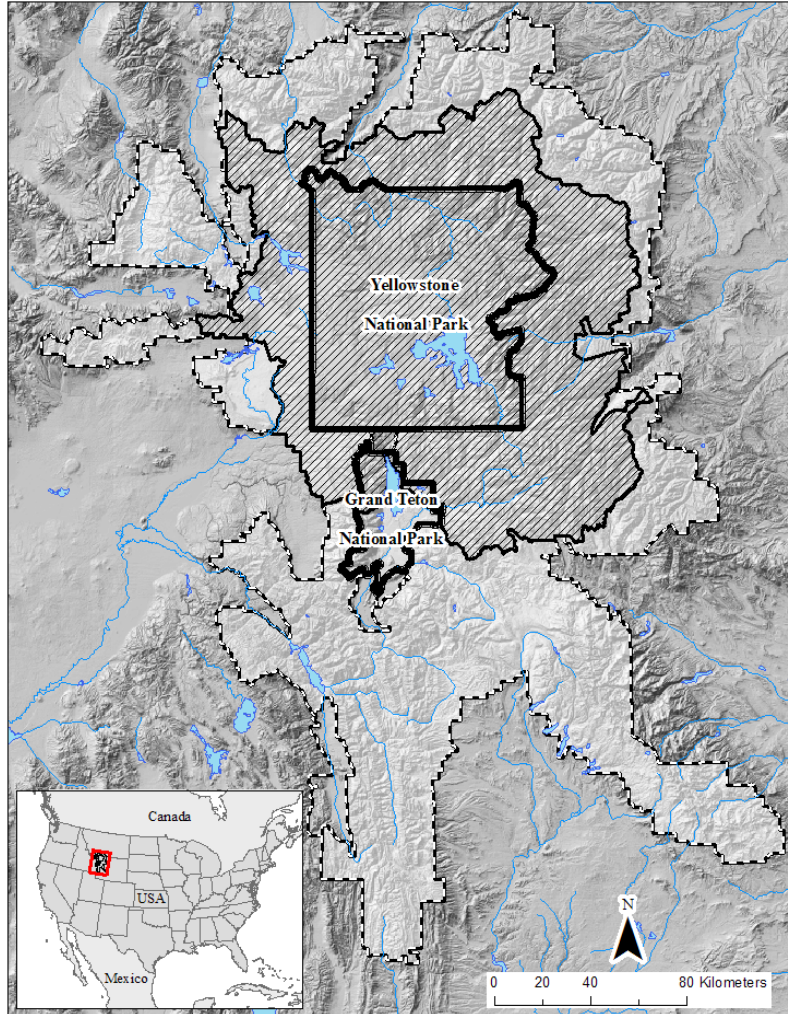 Yellowstone
National Park
Grand Teton
National Park
Canada
USA
Mexico
N
0 20 40 80 Kilometers